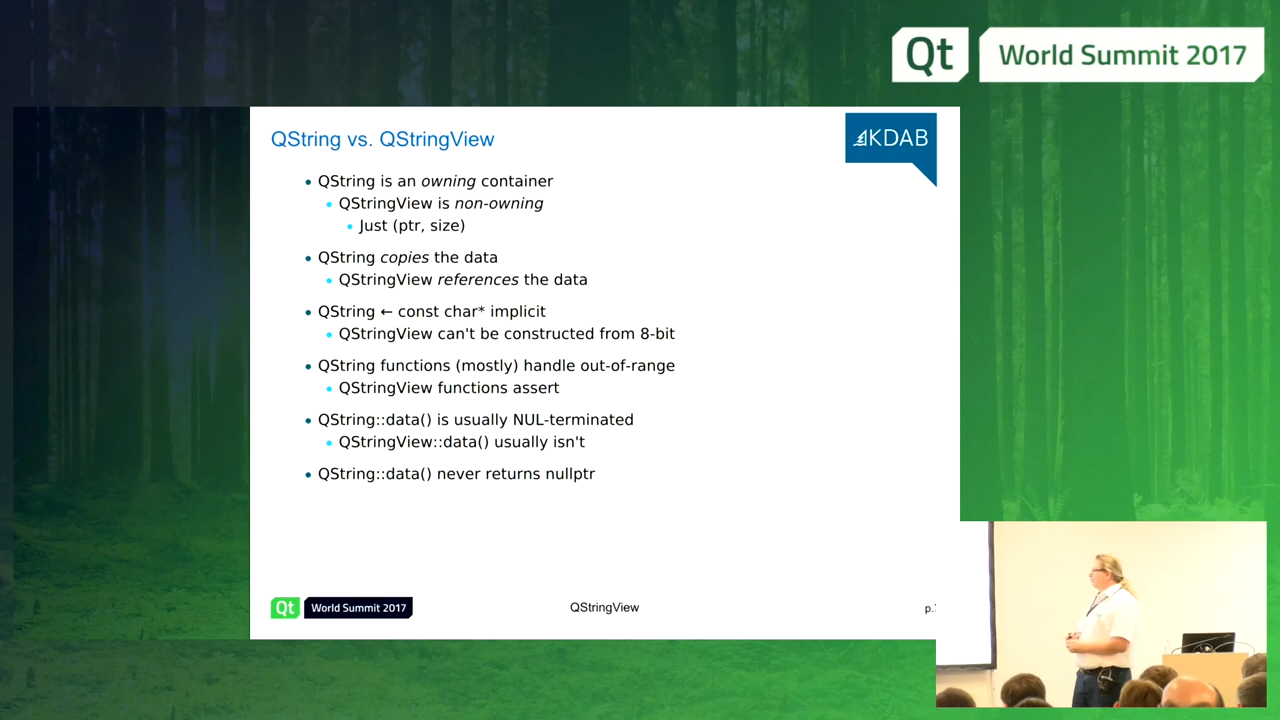 Qt World Summit 2017
QString vs. QStringView
KDAB
QString is an owning container
QStringView is non-owning
Just (ptr, size)
QString copies the data
QStringView references the data
QString ← const char* implicit
QStringView can't be constructed from 8-bit
QString functions (mostly) handle out-of-range
QStringView functions assert
QString::data() is usually NUL-terminated
QStringView::data() usually isn't
QString::data() never returns nullptr
Qt World Summit 2017
QStringView